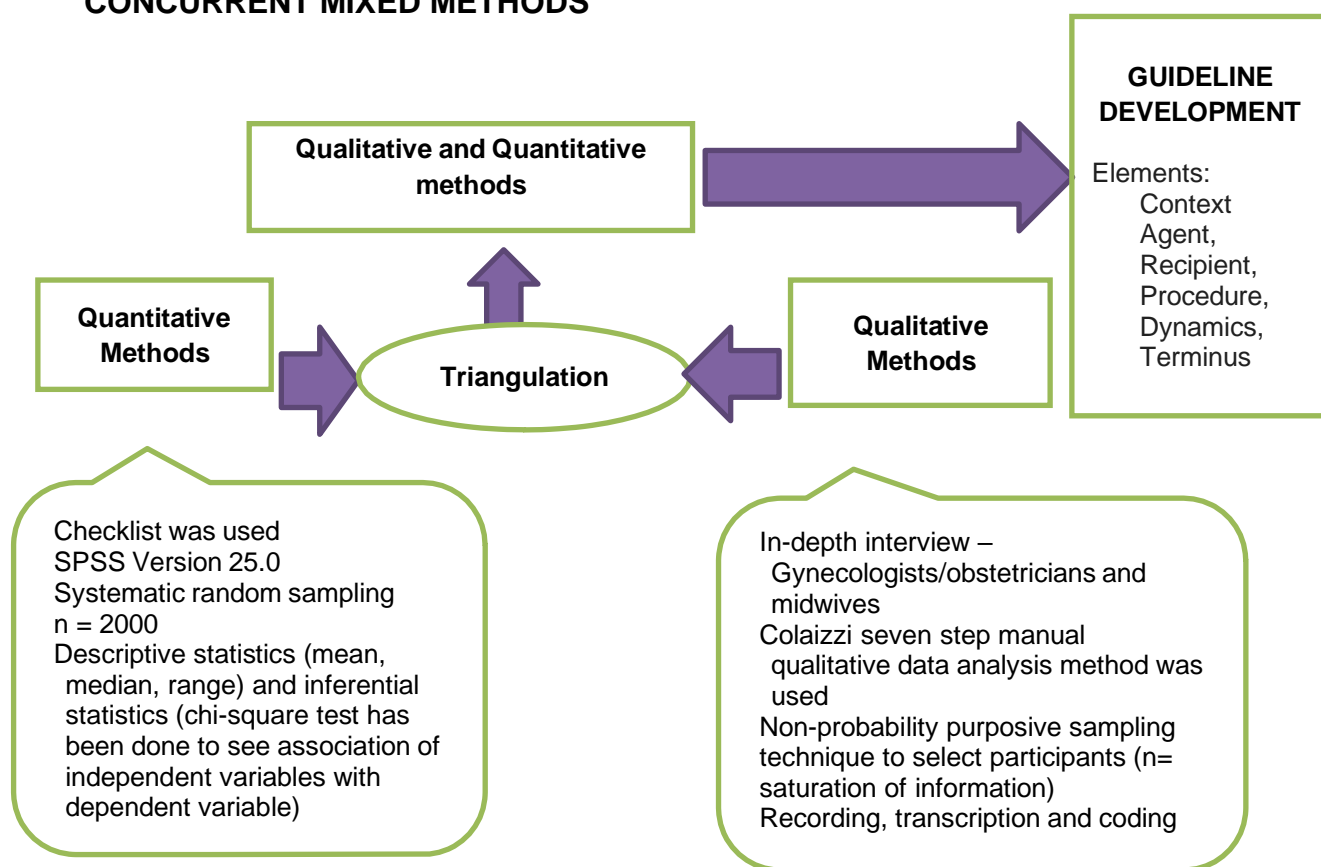 CONCURRENT MIXED METHODS
GUIDELINE
DEVELOPMENT
Elements:
Context
Agent,
Recipient,
Procedure,
Dynamics,
Terminus
Qualitative and Quantitative
methods
Quantitative
Methods
Triangulation
Qualitative
Methods
Checklist was used
SPSS Version 25.0
Systematic random sampling
n = 2000
Descriptive statistics (mean,
median, range) and inferential
statistics (chi-square test has
been done to see association of
independent variables with
dependent variable)
In-depth interview –
Gynecologists/obstetricians and
midwives
Colaizzi seven step manual
qualitative data analysis method was
used
Non-probability purposive sampling
technique to select participants (n=
saturation of information)
Recording, transcription and coding